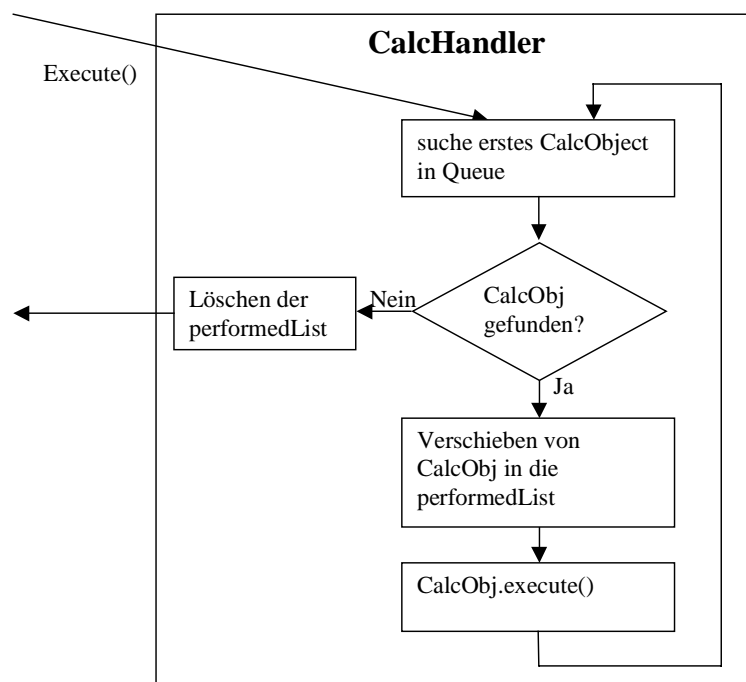 CalcHandler
Execute()
suche erstes CalcObject
in Queue
CalcObj
gefunden?
Nein
Löschen der
performedList
Ja
Verschieben von
CalcObj in die
performedList
CalcObj.execute()